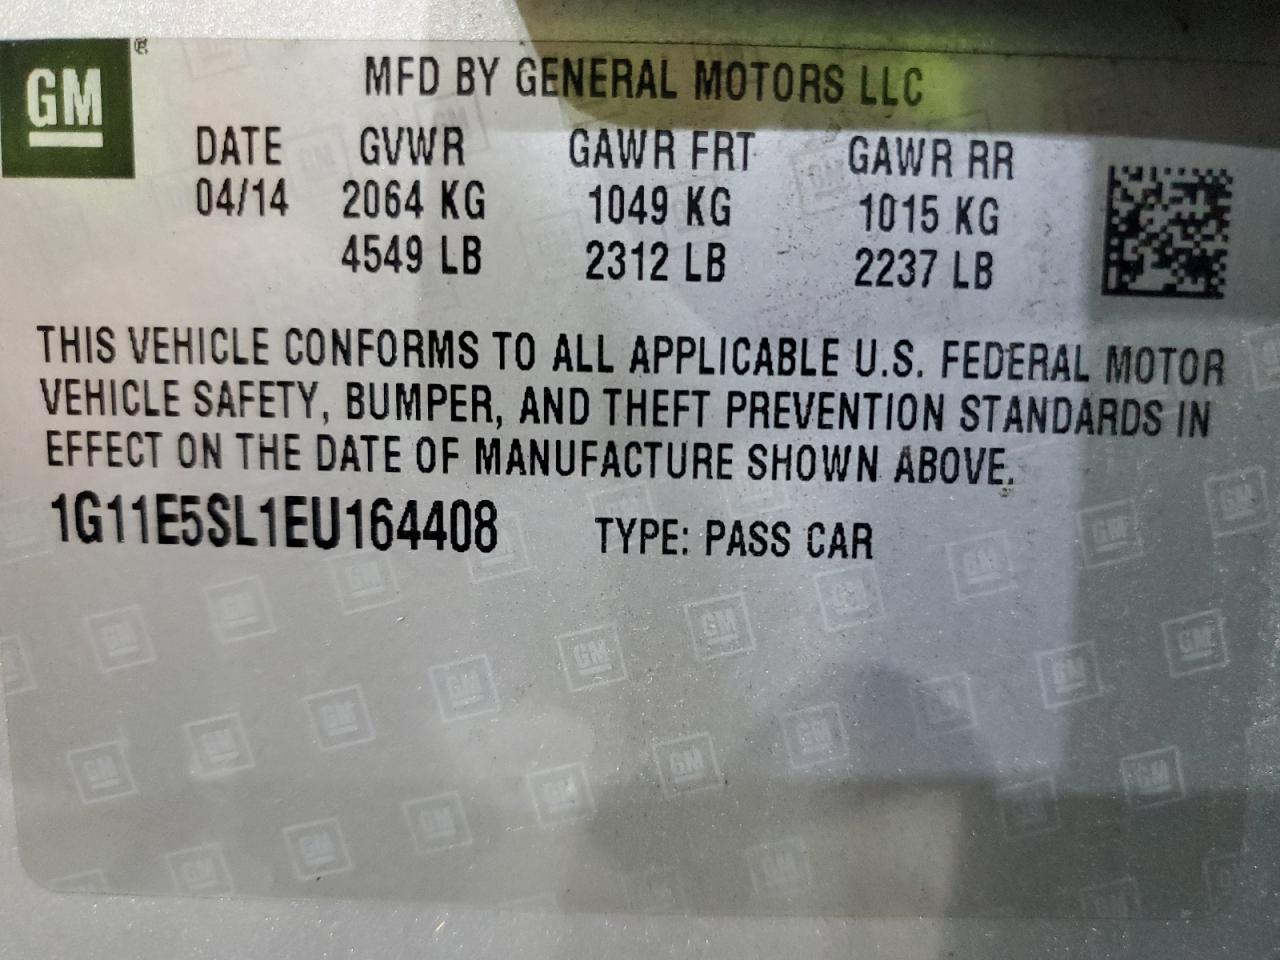 GM ®
MFD BY GENERAL MOTORS LLC
DATE GVWR GAWR FRT GAWR RR
04/14 2064 KG 1049 KG 1015 KG
4549 LB 2312 LB 2237 LB
THIS VEHICLE CONFORMS TO ALL APPLICABLE U.S. FEDERAL MOTOR
VEHICLE SAFETY, BUMPER, AND THEFT PREVENTION STANDARDS IN
EFFECT ON THE DATE OF MANUFACTURE SHOWN ABOVE.
1G11E5SL1EU164408 TYPE: PASS CAR